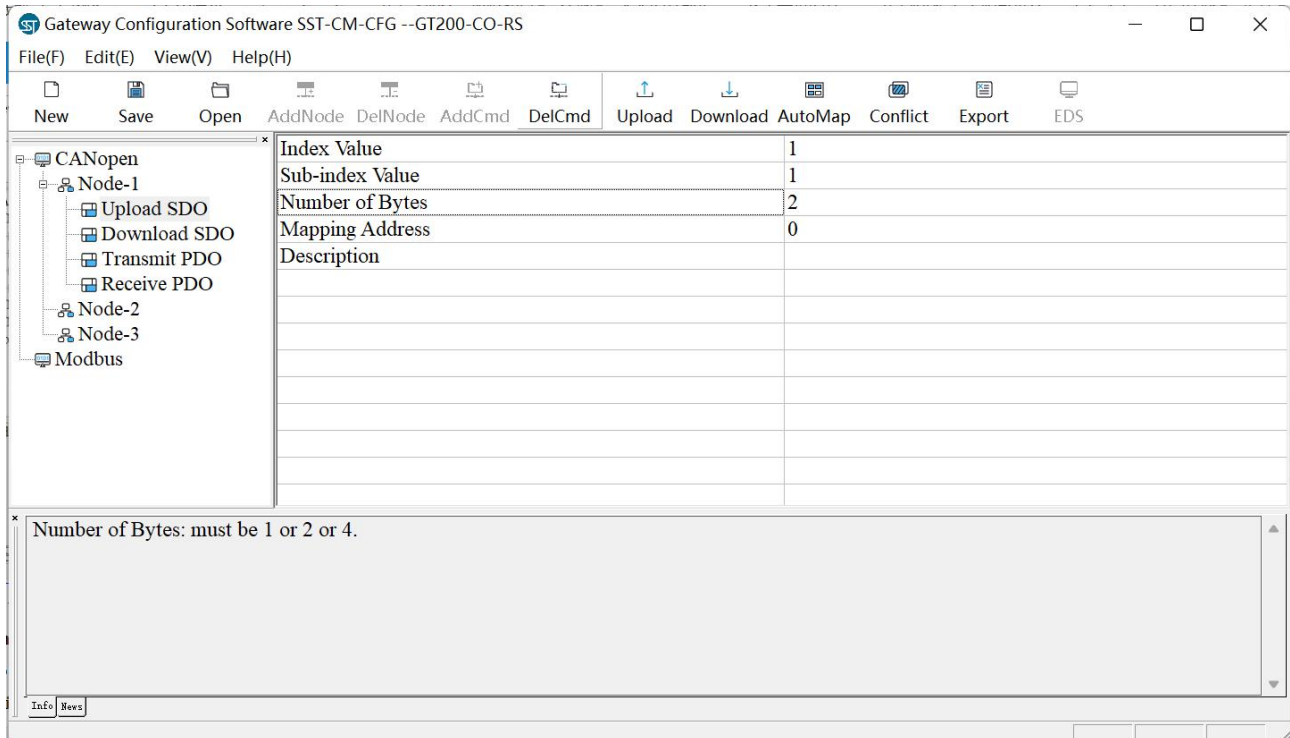 SST Gateway Configuration Software SST-CM-CFG --GT200-CO-RS
File(F) Edit(E) View(V) Help(H)
New Save Open AddNode DelNode AddCmd DelCmd Upload Download AutoMap Conflict Export EDS
CANopen
Node-1
Upload SDO
Download SDO
Transmit PDO
Receive PDO
Node-2
Node-3
Modbus
Index Value 1
Sub-index Value 1
Number of Bytes 2
Mapping Address 0
Description
Number of Bytes: must be 1 or 2 or 4.
Info News